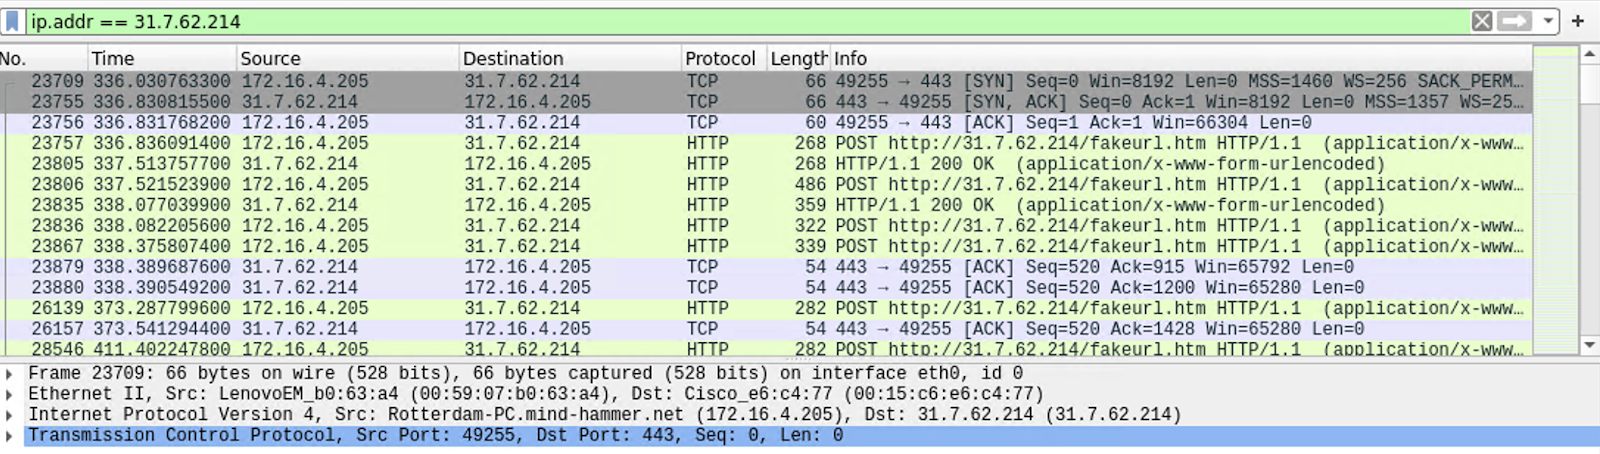 ip.addr == 31.7.62.214
No. Time Source Destination Protocol Length Info
23709 336.030763300 172.16.4.205 31.7.62.214 TCP 66 49255 → 443 [SYN] Seq=0 Win=8192 Len=0 MSS=1460 WS=256 SACK_PERM…
23755 336.830815500 31.7.62.214 172.16.4.205 TCP 66 443 → 49255 [SYN, ACK] Seq=0 Ack=1 Win=8192 Len=0 MSS=1357 WS=25…
23756 336.831768200 172.16.4.205 31.7.62.214 TCP 60 49255 → 443 [ACK] Seq=1 Ack=1 Win=66304 Len=0
23757 336.836091400 172.16.4.205 31.7.62.214 HTTP 268 POST http://31.7.62.214/fakeurl.htm HTTP/1.1 (application/x-www…
23805 337.513757700 31.7.62.214 172.16.4.205 HTTP 268 HTTP/1.1 200 OK (application/x-www-form-urlencoded)
23806 337.521523900 172.16.4.205 31.7.62.214 HTTP 486 POST http://31.7.62.214/fakeurl.htm HTTP/1.1 (application/x-www…
23835 338.077039900 31.7.62.214 172.16.4.205 HTTP 359 HTTP/1.1 200 OK (application/x-www-form-urlencoded)
23836 338.082205600 172.16.4.205 31.7.62.214 HTTP 322 POST http://31.7.62.214/fakeurl.htm HTTP/1.1 (application/x-www…
23867 338.375807400 172.16.4.205 31.7.62.214 HTTP 339 POST http://31.7.62.214/fakeurl.htm HTTP/1.1 (application/x-www…
23879 338.389687600 31.7.62.214 172.16.4.205 TCP 54 443 → 49255 [ACK] Seq=520 Ack=915 Win=65792 Len=0
23880 338.390549200 31.7.62.214 172.16.4.205 TCP 54 443 → 49255 [ACK] Seq=520 Ack=1200 Win=65280 Len=0
26139 373.287799600 172.16.4.205 31.7.62.214 HTTP 282 POST http://31.7.62.214/fakeurl.htm HTTP/1.1 (application/x-www…
26157 373.541294400 31.7.62.214 172.16.4.205 TCP 54 443 → 49255 [ACK] Seq=520 Ack=1428 Win=65280 Len=0
28546 411.402247800 172.16.4.205 31.7.62.214 HTTP 282 POST http://31.7.62.214/fakeurl.htm HTTP/1.1 (application/x-www…
Frame 23709: 66 bytes on wire (528 bits), 66 bytes captured (528 bits) on interface eth0, id 0
Ethernet II, Src: LenovoEM_b0:63:a4 (00:59:07:b0:63:a4), Dst: Cisco_e6:c4:77 (00:15:c6:e6:c4:77)
Internet Protocol Version 4, Src: Rotterdam-PC.mind-hammer.net (172.16.4.205), Dst: 31.7.62.214 (31.7.62.214)
Transmission Control Protocol, Src Port: 49255, Dst Port: 443, Seq: 0, Len: 0